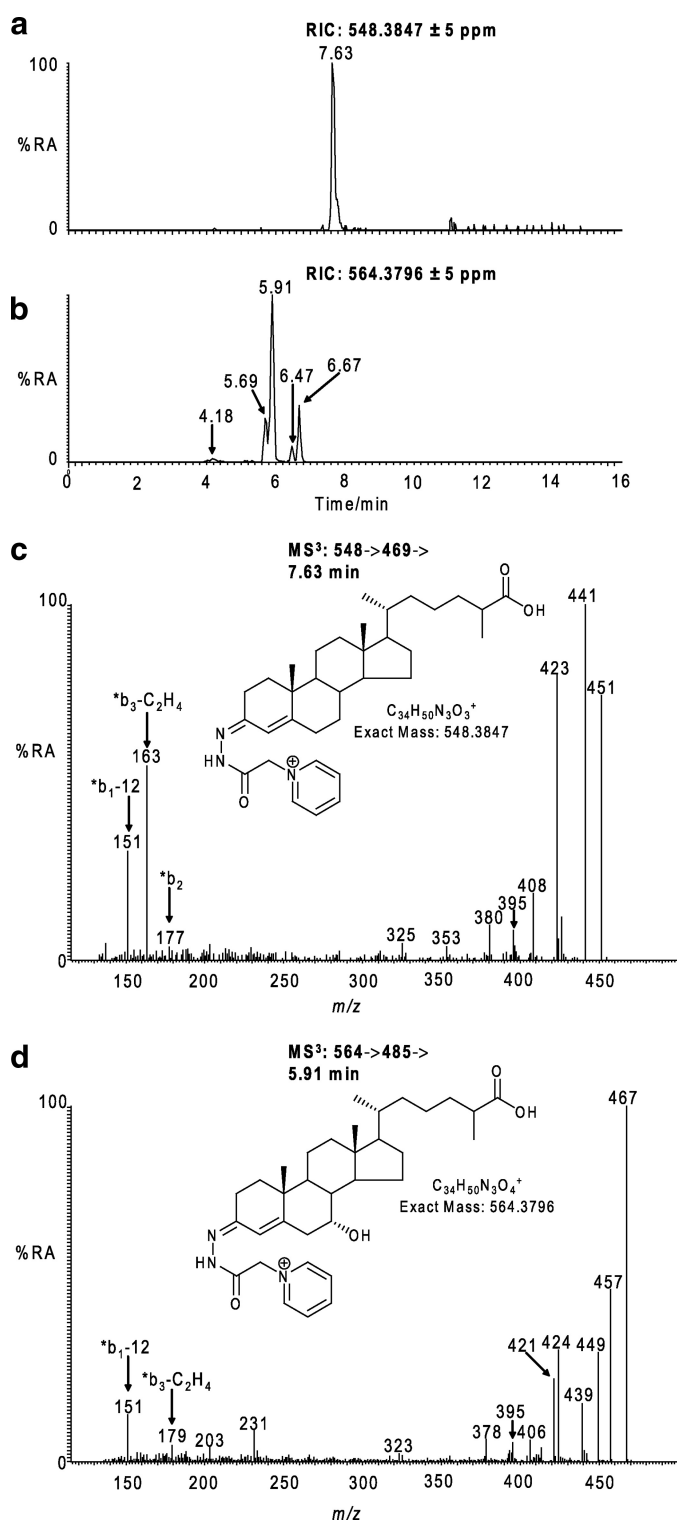 a
RIC: 548.3847 ± 5 ppm
7.63
100
%RA
0
RIC: 564.3796 ± 5 ppm
b
5.91
%RA
5.69
6.47
6.67
4.18
0
0 2 4 6 8 10 12 14 16
Time/min
c
MS³: 548->469->
7.63 min
100
O
OH
441
423
451
*b₃-C₂H₄
C₃₄H₅₀N₃O₃⁺
Exact Mass: 548.3847
N
HN
N
⊕
O
%RA
163
*b₁-12
151
*b₂
177
408
395
380
325
353
0
150 200 250 300 350 400 450
m/z
d
MS³: 564->485->
5.91 min
100
O
OH
467
C₃₄H₅₀N₃O₄⁺
Exact Mass: 564.3796
OH
N
HN
N
⊕
O
%RA
457
*b₁-12
421
424
449
*b₃-C₂H₄
151
439
179
203
231
395
378
406
323
0
150 200 250 300 350 400 450
m/z